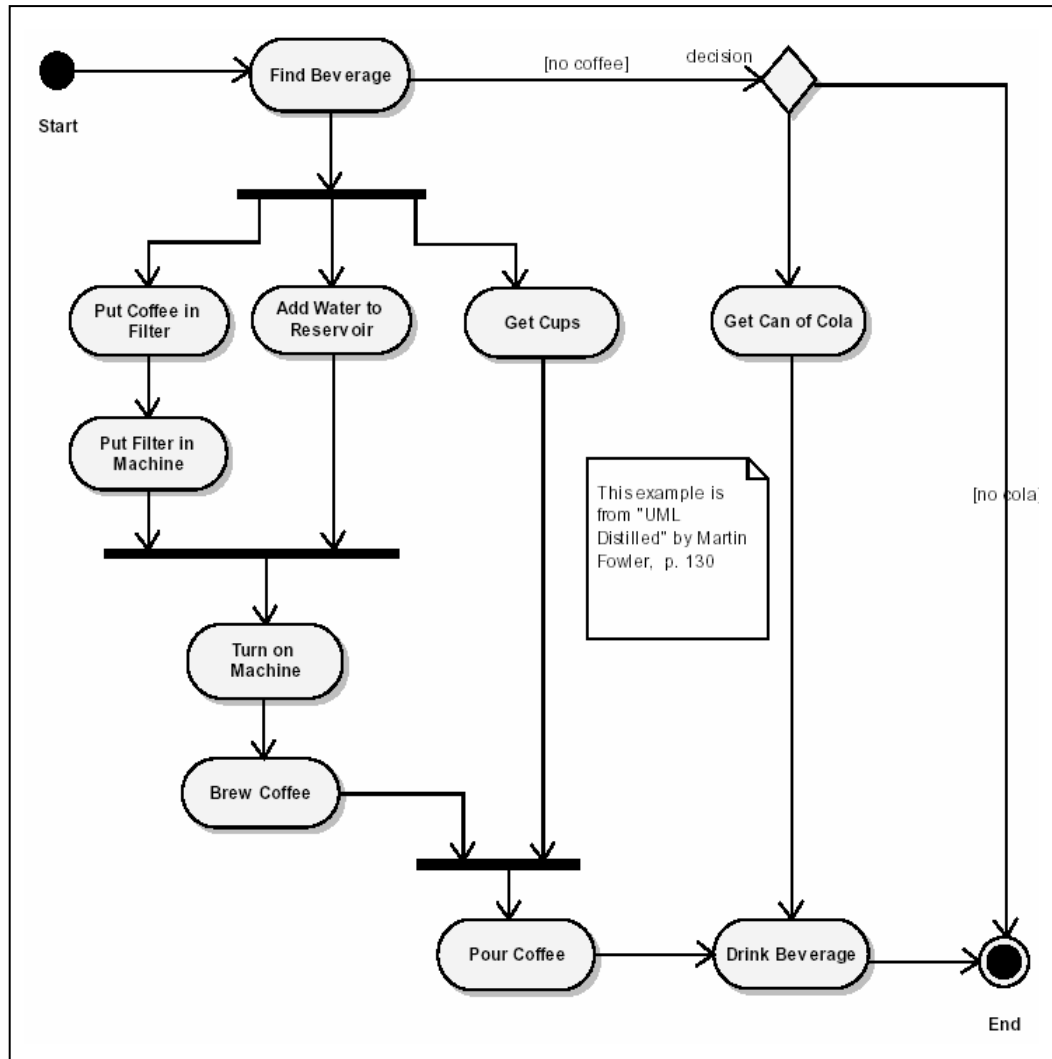 [no coffee]
decision
Find Beverage
Start
Put Coffee in
Filter
Add Water to
Reservoir
Get Cups
Get Can of Cola
Put Filter in
Machine
This example is
from "UML
Distilled" by Martin
Fowler, p. 130
[no cola]
Turn on
Machine
Brew Coffee
Pour Coffee
Drink Beverage
End